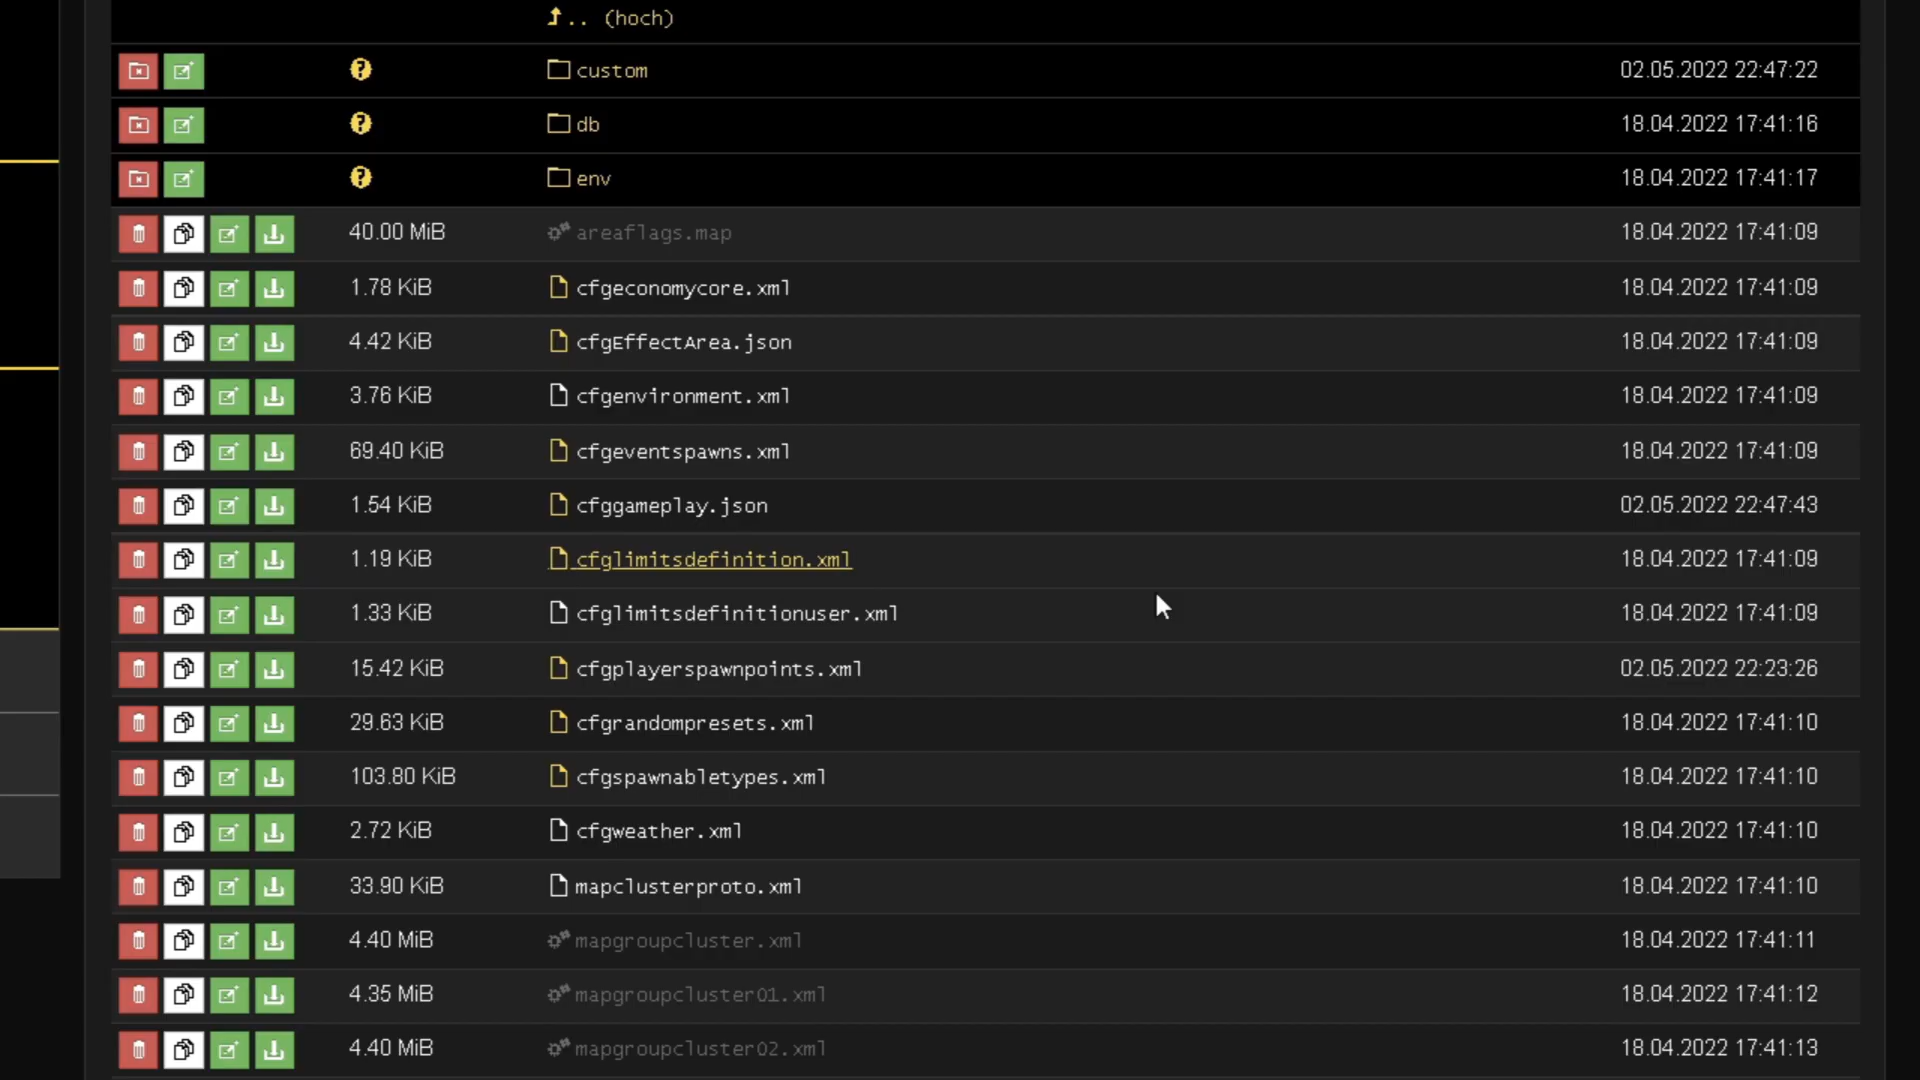 .. (hoch)
custom 02.05.2022 22:47:22
db 18.04.2022 17:41:16
env 18.04.2022 17:41:17
40.00 MiB areaflags.map 18.04.2022 17:41:09
1.78 KiB cfgeconomycore.xml 18.04.2022 17:41:09
4.42 KiB cfgEffectArea.json 18.04.2022 17:41:09
3.76 KiB cfgenvironment.xml 18.04.2022 17:41:09
69.40 KiB cfgeventspawns.xml 18.04.2022 17:41:09
1.54 KiB cfggameplay.json 02.05.2022 22:47:43
1.19 KiB cfglimitsdefinition.xml 18.04.2022 17:41:09
1.33 KiB cfglimitsdefinitionuser.xml 18.04.2022 17:41:09
15.42 KiB cfgplayerspawnpoints.xml 02.05.2022 22:23:26
29.63 KiB cfgrandompresets.xml 18.04.2022 17:41:10
103.80 KiB cfgspawnabletypes.xml 18.04.2022 17:41:10
2.72 KiB cfgweather.xml 18.04.2022 17:41:10
33.90 KiB mapclusterproto.xml 18.04.2022 17:41:10
4.40 MiB mapgroupcluster.xml 18.04.2022 17:41:11
4.35 MiB mapgroupcluster01.xml 18.04.2022 17:41:12
4.40 MiB mapgroupcluster02.xml 18.04.2022 17:41:13